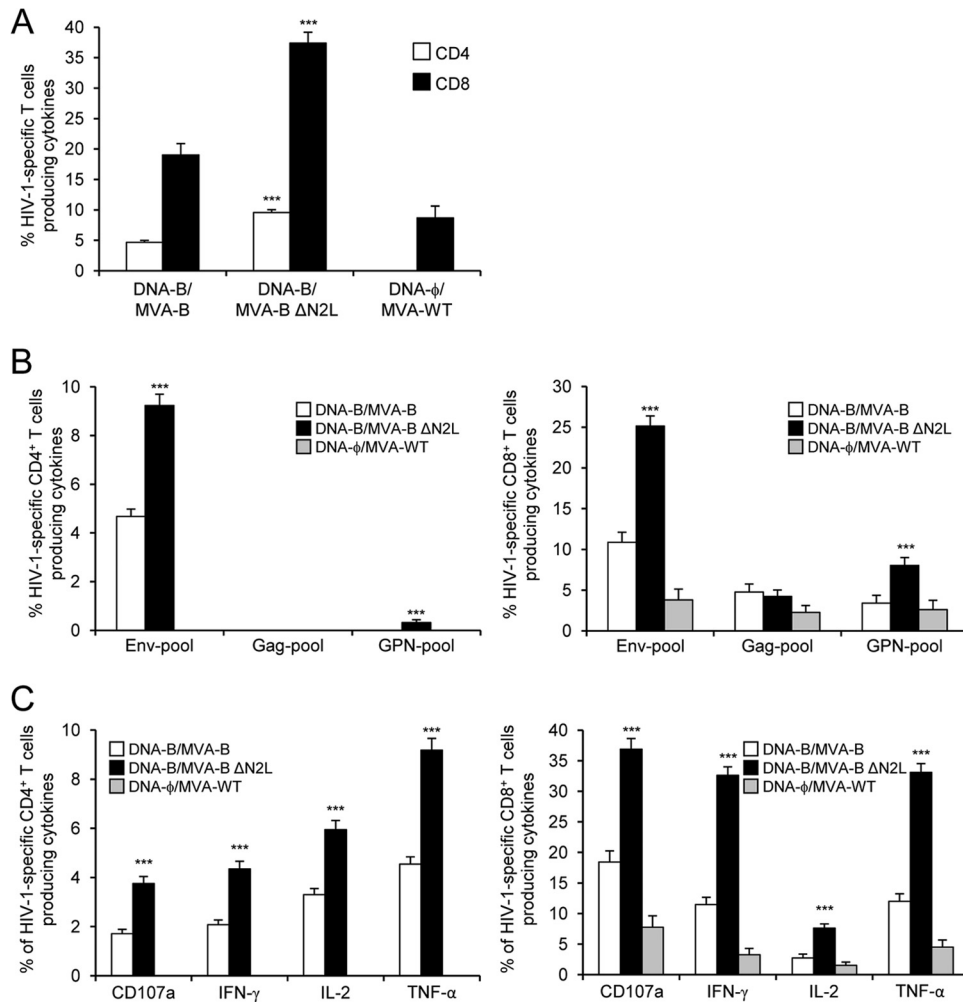 A
% HIV-1-specific T cells
producing cytokines
40
35
30
25
20
15
10
5
0
***
***
CD4
CD8
DNA-B/
MVA-B
DNA-B/
MVA-B ΔN2L
DNA-ϕ/
MVA-WT
B
% HIV-1-specific CD4⁺ T cells
producing cytokines
10
8
6
4
2
0
***
***
DNA-B/MVA-B
DNA-B/MVA-B ΔN2L
DNA-ϕ/MVA-WT
Env-pool Gag-pool GPN-pool
% HIV-1-specific CD8⁺ T cells
producing cytokines
30
25
20
15
10
5
0
***
***
DNA-B/MVA-B
DNA-B/MVA-B ΔN2L
DNA-ϕ/MVA-WT
Env-pool Gag-pool GPN-pool
C
% of HIV-1-specific CD4⁺ T cells
producing cytokines
10
8
6
4
2
0
DNA-B/MVA-B
DNA-B/MVA-B ΔN2L
DNA-ϕ/MVA-WT
***
***
***
***
CD107a IFN-γ IL-2 TNF-α
% of HIV-1-specific CD8⁺ T cells
producing cytokines
40
35
30
25
20
15
10
5
0
***
***
***
***
DNA-B/MVA-B
DNA-B/MVA-B ΔN2L
DNA-ϕ/MVA-WT
CD107a IFN-γ IL-2 TNF-α